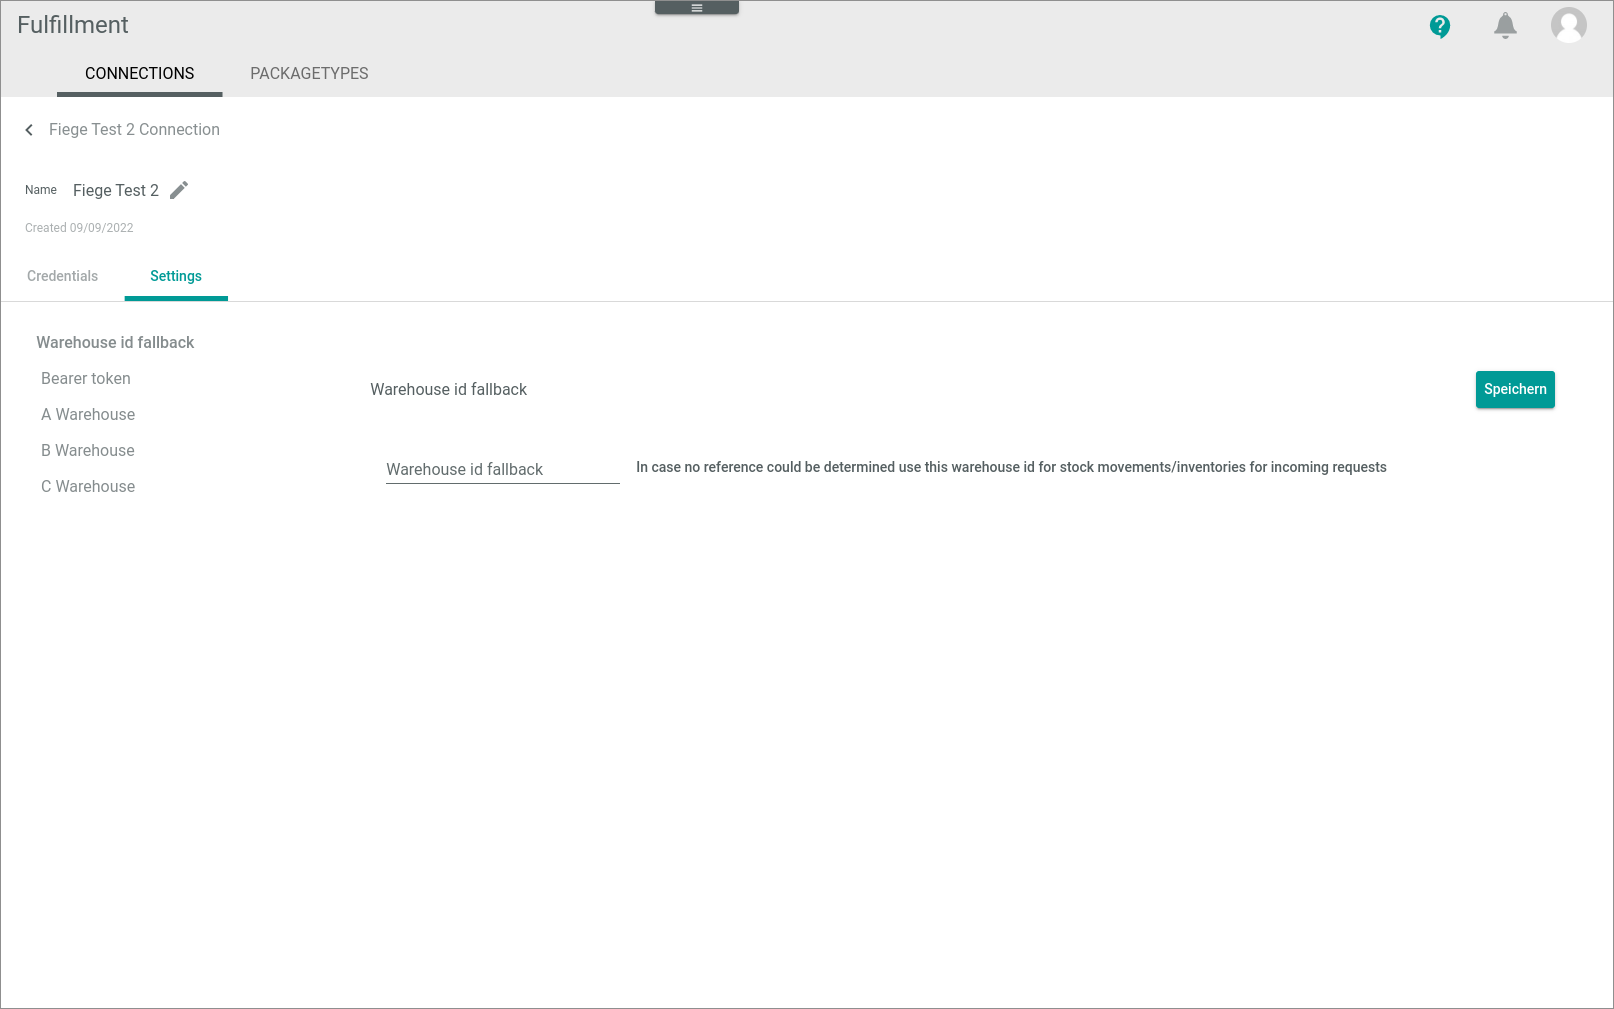 Fulfillment
CONNECTIONS PACKAGETYPES
Fiege Test 2 Connection
Name Fiege Test 2
Created 09/09/2022
Credentials Settings
Warehouse id fallback
Bearer token
A Warehouse
B Warehouse
C Warehouse
Warehouse id fallback
Speichern
Warehouse id fallback
In case no reference could be determined use this warehouse id for stock movements/inventories for incoming requests